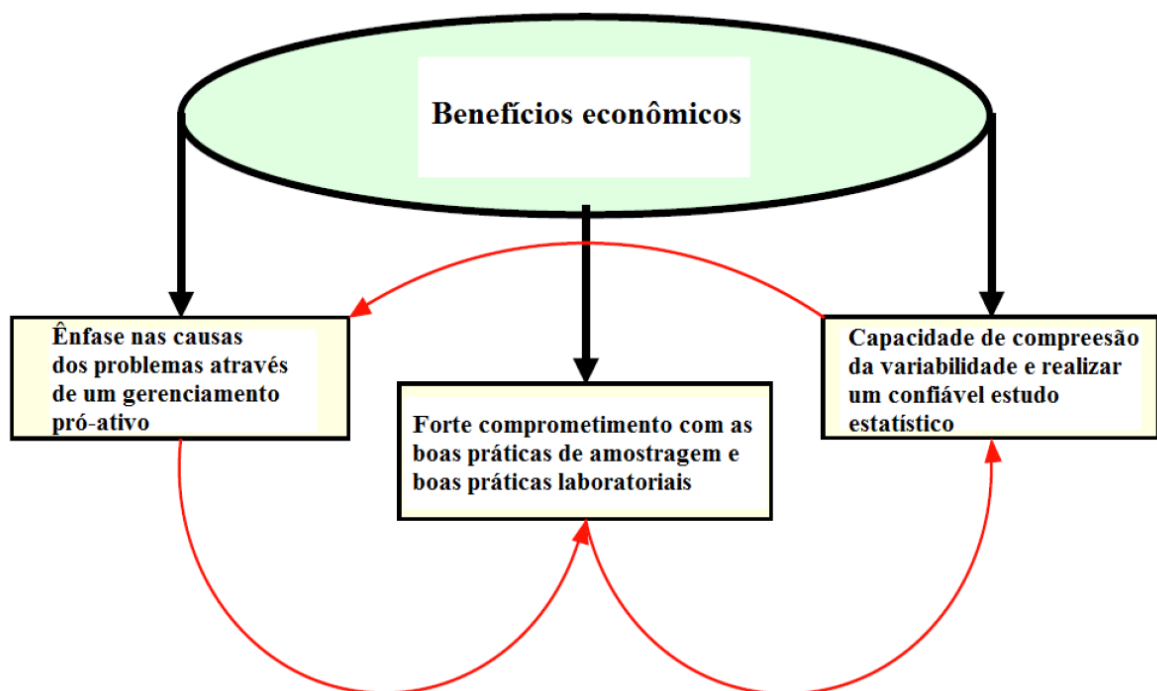 Benefícios econômicos
Ênfase nas causas
dos problemas através
de um gerenciamento
pró-ativo
Forte comprometimento com as
boas práticas de amostragem e
boas práticas laboratoriais
Capacidade de compreesão
da variabilidade e realizar
um confiável estudo
estatístico